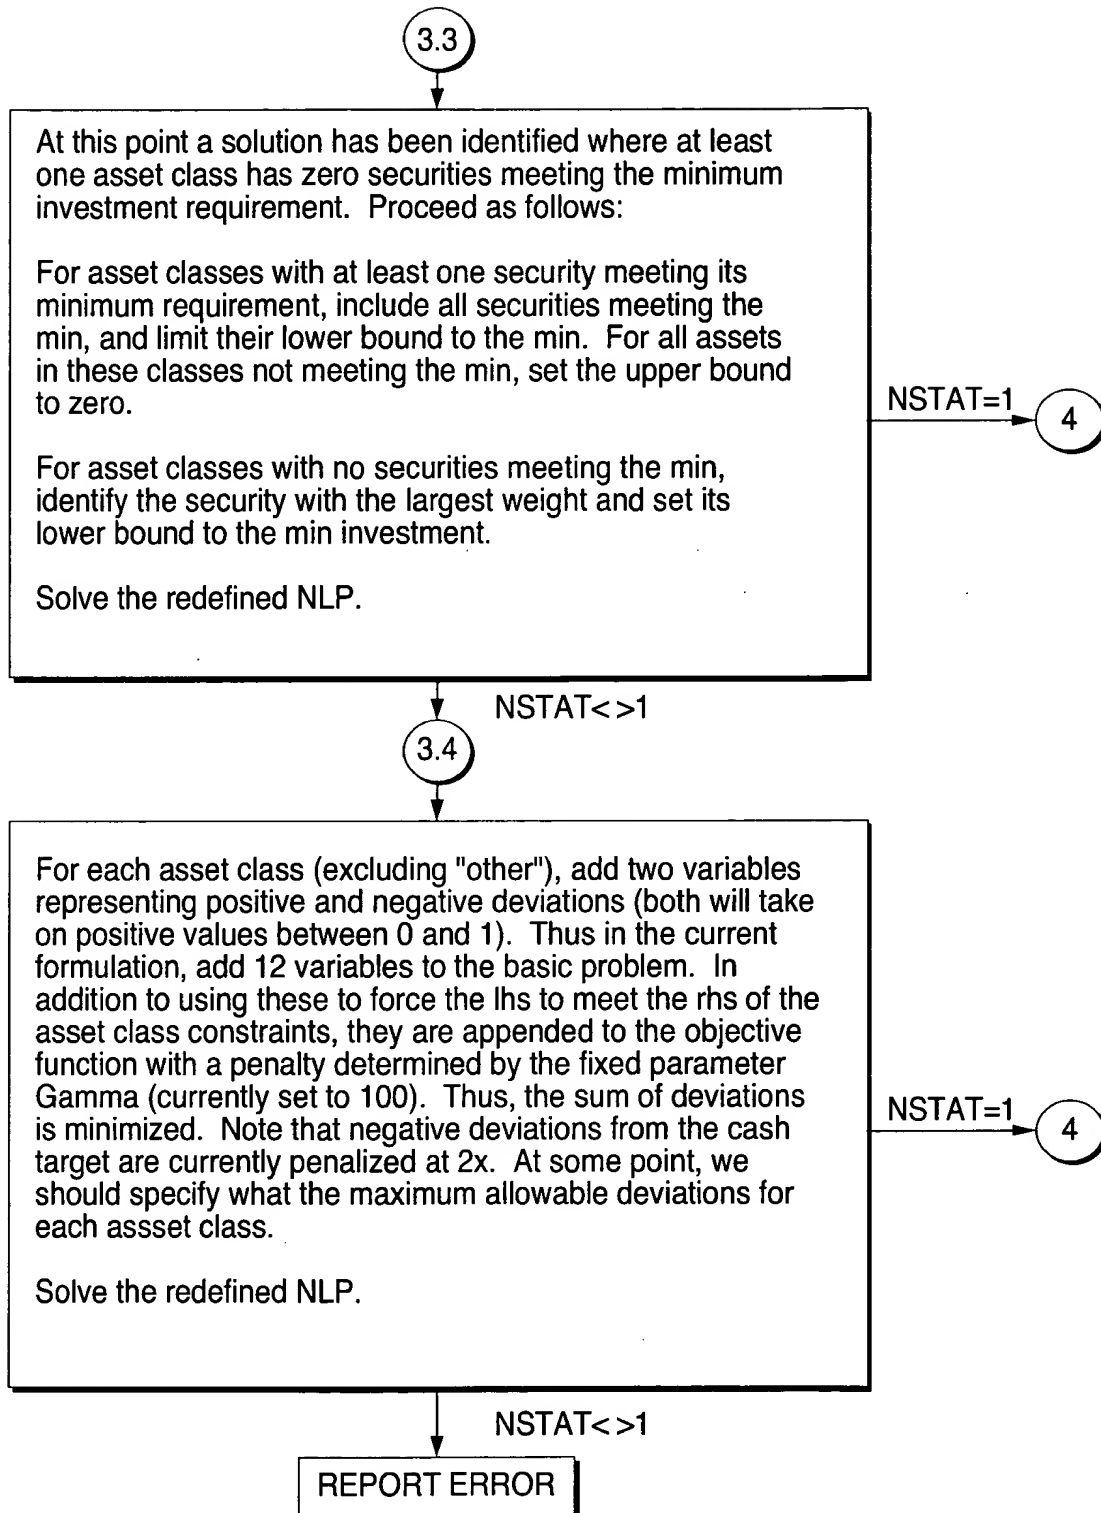 3.3
At this point a solution has been identified where at least
one asset class has zero securities meeting the minimum
investment requirement. Proceed as follows:
For asset classes with at least one security meeting its
minimum requirement, include all securities meeting the
min, and limit their lower bound to the min. For all assets
in these classes not meeting the min, set the upper bound
to zero.
NSTAT=1
4
For asset classes with no securities meeting the min,
identify the security with the largest weight and set its
lower bound to the min investment.
Solve the redefined NLP.
NSTAT< >1
3.4
For each asset class (excluding "other"), add two variables
representing positive and negative deviations (both will take
on positive values between 0 and 1). Thus in the current
formulation, add 12 variables to the basic problem. In
addition to using these to force the lhs to meet the rhs of the
asset class constraints, they are appended to the objective
function with a penalty determined by the fixed parameter
Gamma (currently set to 100). Thus, the sum of deviations
is minimized. Note that negative deviations from the cash
target are currently penalized at 2x. At some point, we
should specify what the maximum allowable deviations for
each assset class.
NSTAT=1
4
Solve the redefined NLP.
NSTAT< >1
REPORT ERROR